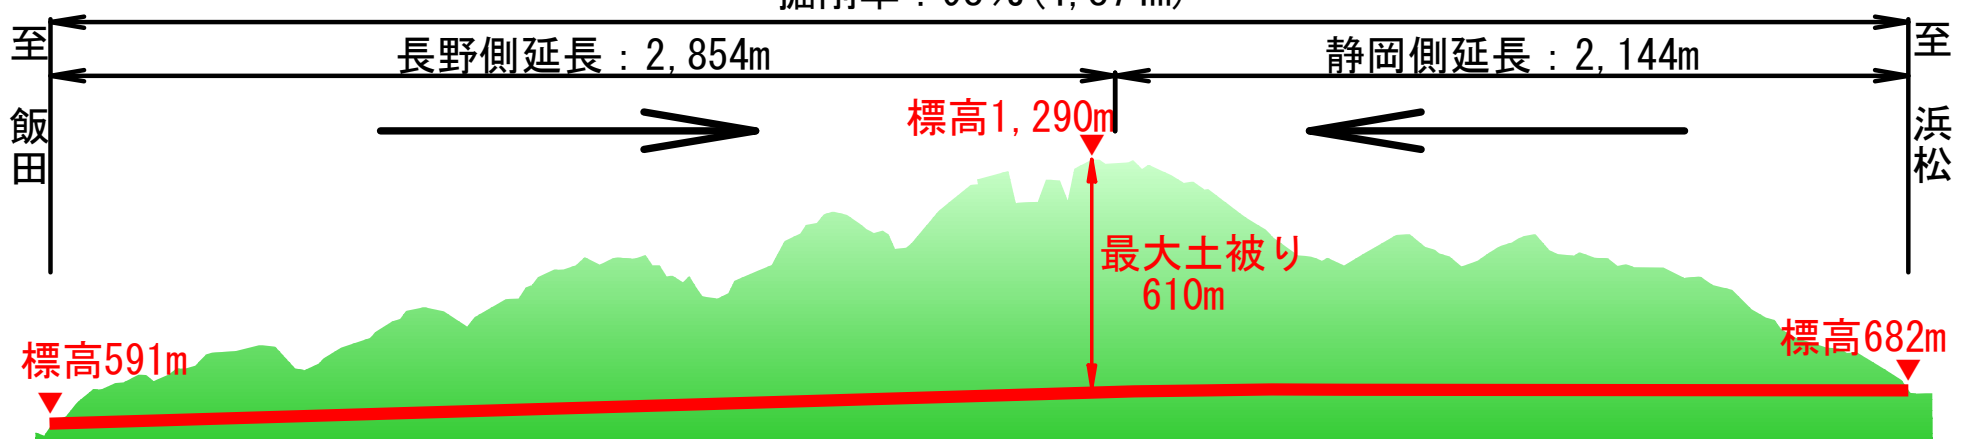 長野側延長：2,854m
静岡側延長：2,144m
至 飯田
至 浜松
標高1,290m
最大土被り
610m
標高591m
標高682m